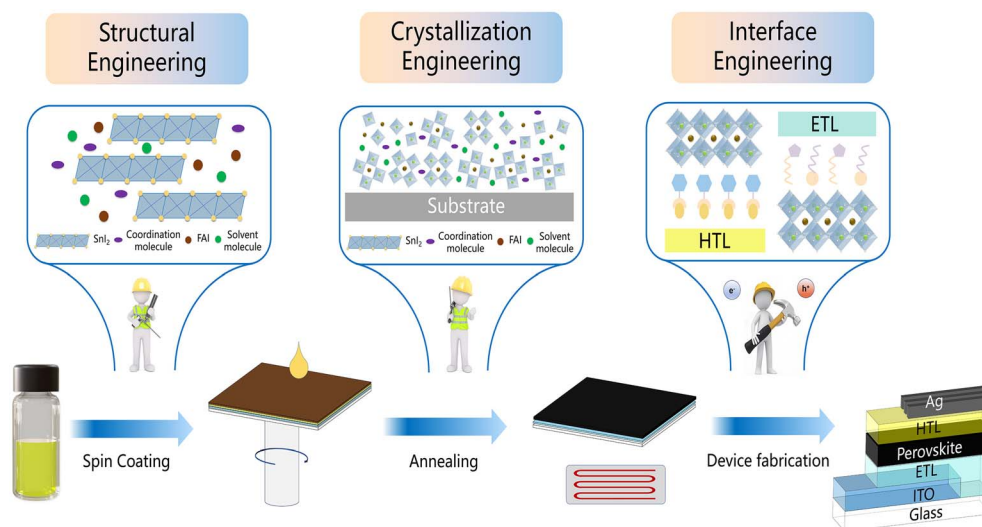 Structural
Engineering
Crystallization
Engineering
Interface
Engineering
SnI₂
Coordination
molecule
FAI
Solvent
molecule
Substrate
SnI₂
Coordination
molecule
FAI
Solvent
molecule
ETL
HTL
e⁻
h⁺
Spin Coating
Annealing
Device fabrication
Ag
HTL
Perovskite
ETL
ITO
Glass